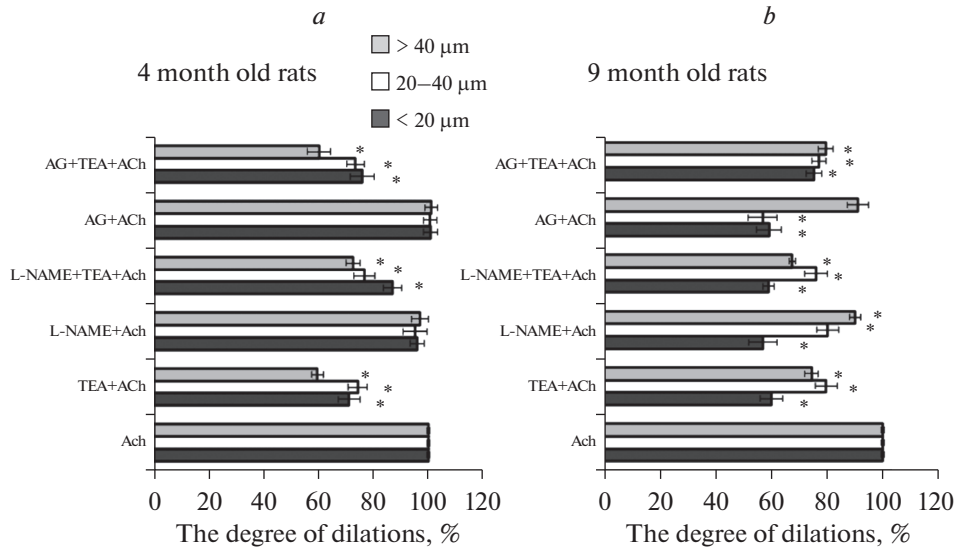 a
b
> 40 μm
20–40 μm
< 20 μm
4 month old rats
9 month old rats
AG+TEA+ACh
AG+ACh
L-NAME+TEA+Ach
L-NAME+Ach
TEA+ACh
Ach
* * *
* * *
* * *
0 20 40 60 80 100 120
The degree of dilations, %
AG+TEA+ACh
AG+ACh
L-NAME+TEA+Ach
L-NAME+Ach
TEA+ACh
Ach
* * *
* *
* * *
* * *
* * *
0 20 40 60 80 100 120
The degree of dilations, %